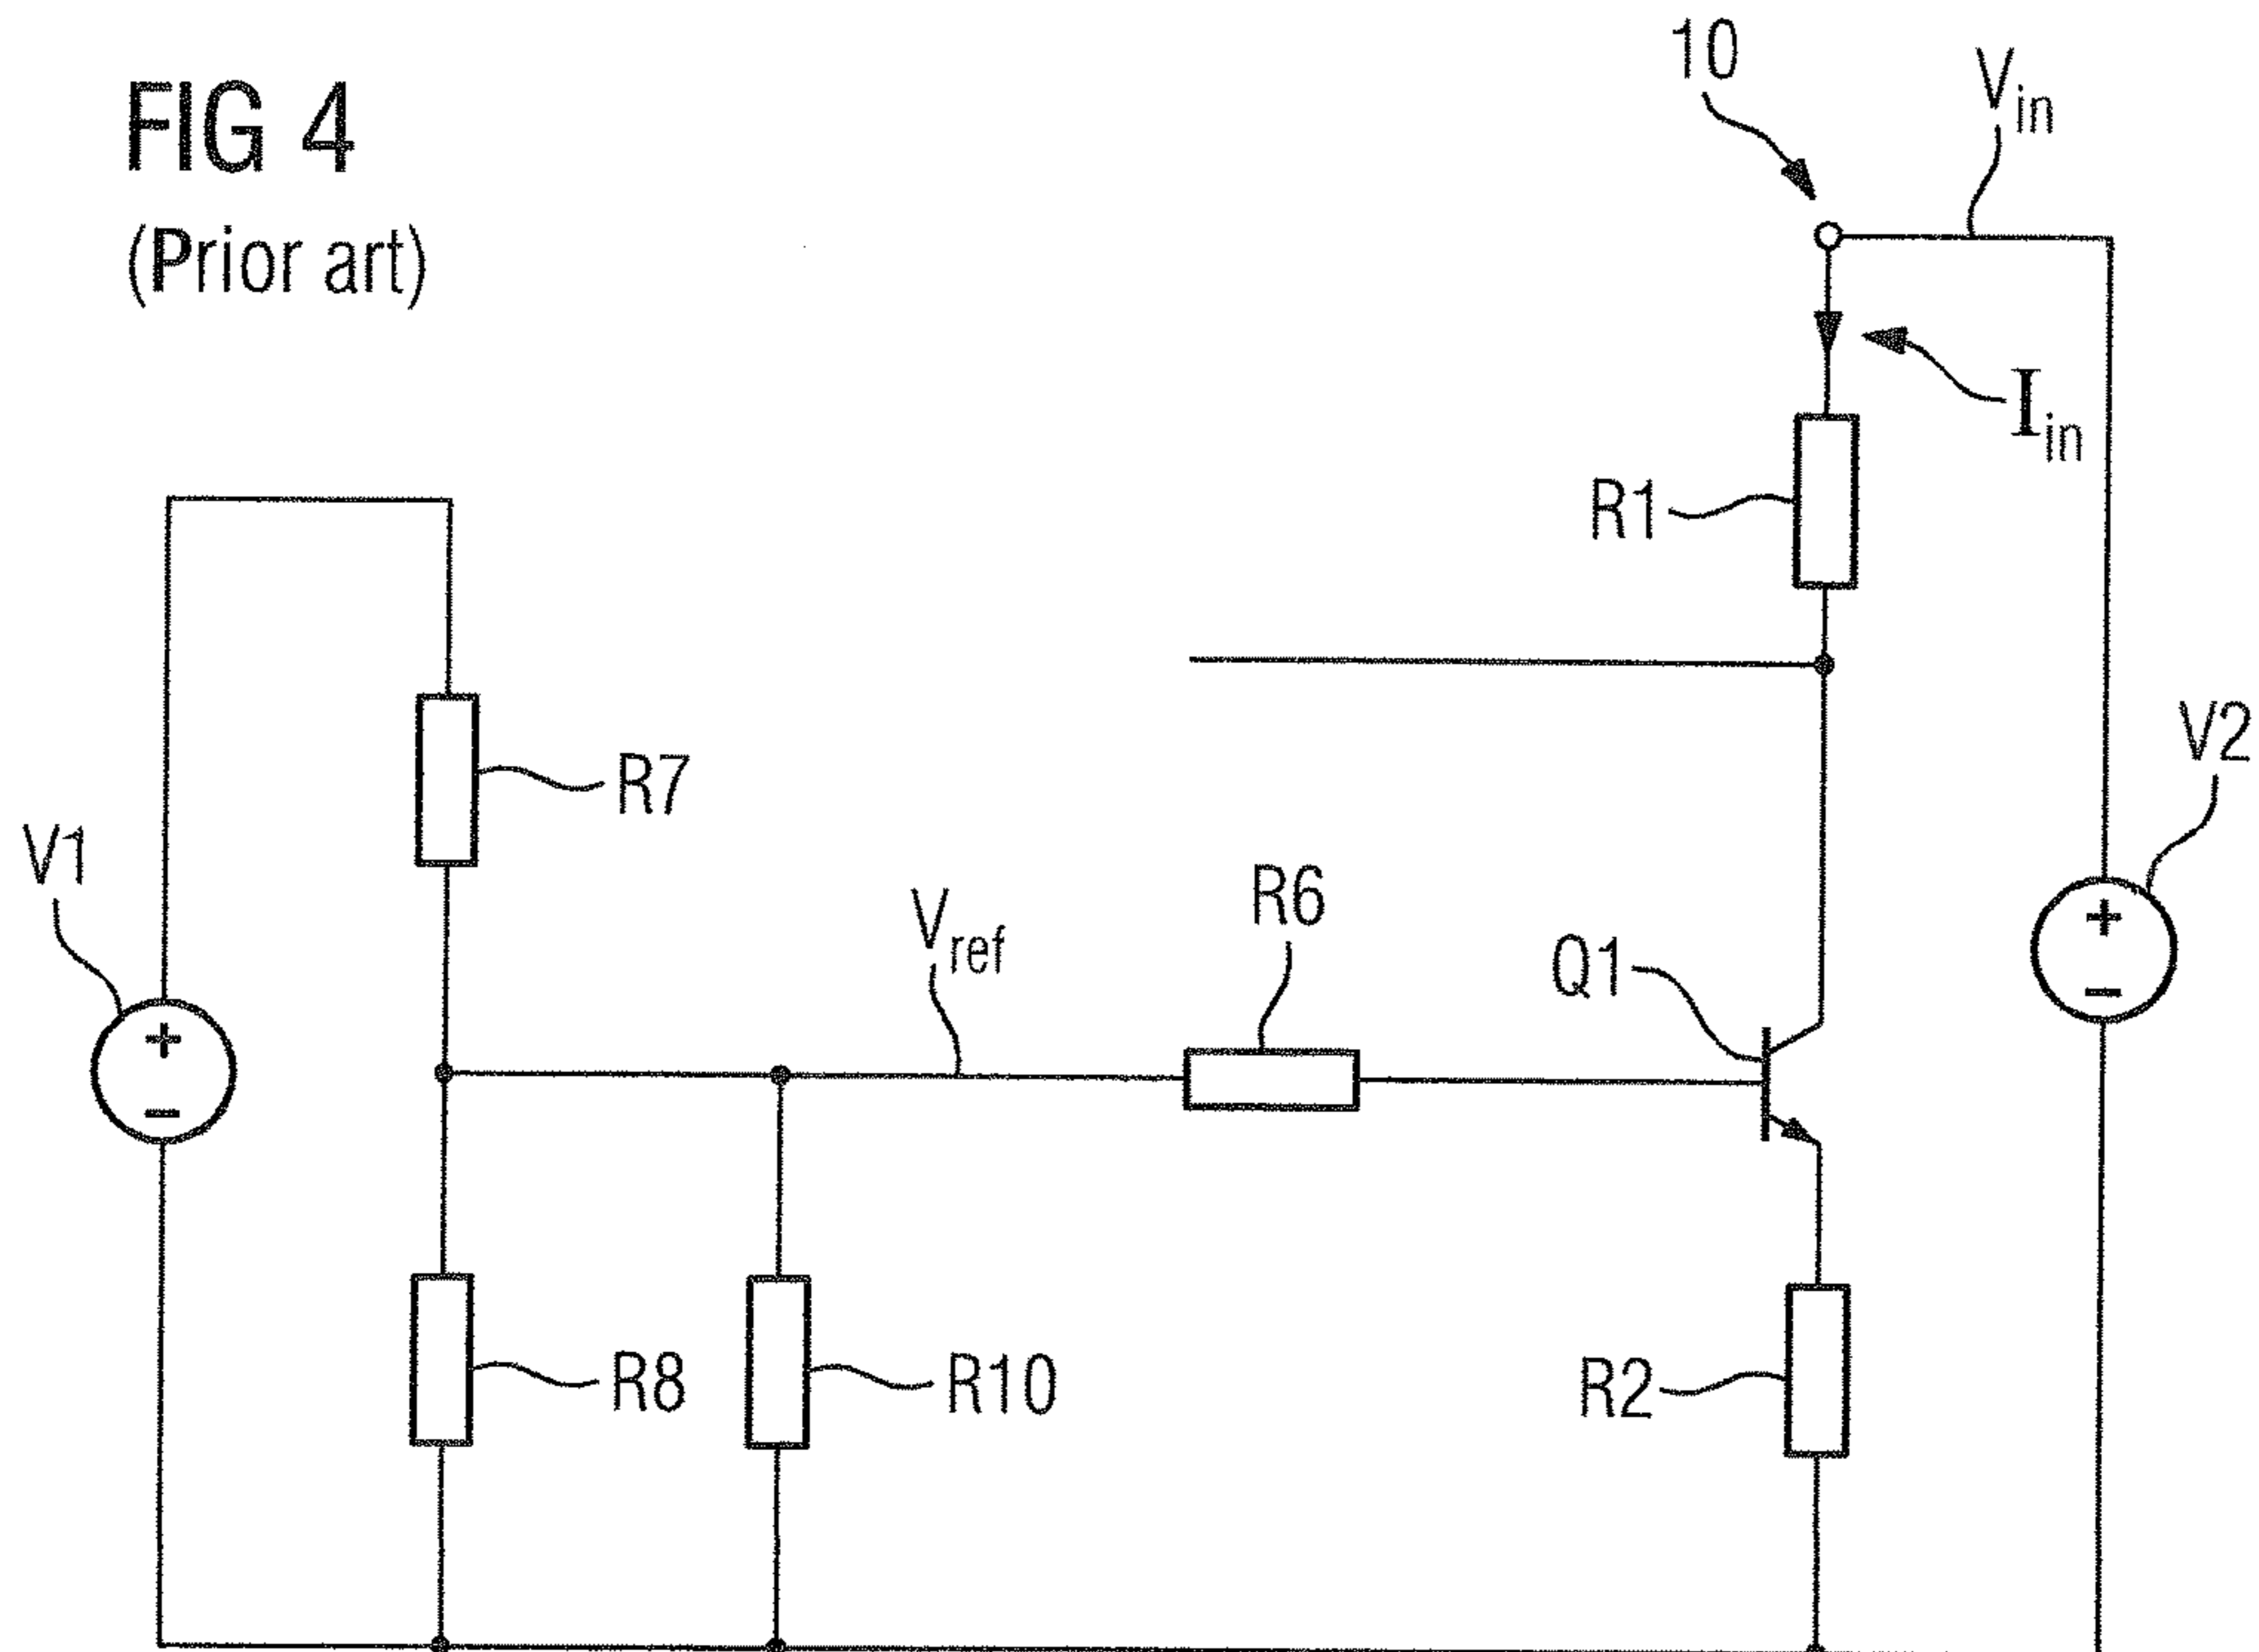 FIG 4
(Prior art)
10
Vin
Iin
R1
R7
V2
V1
Vref
R6
Q1
+
−
+
−
R8
R10
R2